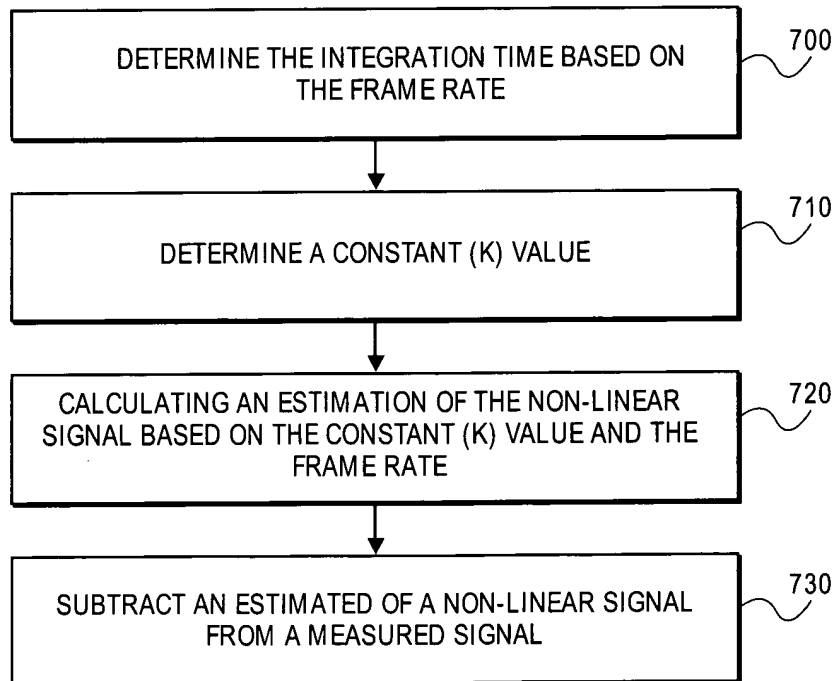 DETERMINE THE INTEGRATION TIME BASED ON
THE FRAME RATE
700
DETERMINE A CONSTANT (K) VALUE
710
CALCULATING AN ESTIMATION OF THE NON-LINEAR
SIGNAL BASED ON THE CONSTANT (K) VALUE AND THE
FRAME RATE
720
SUBTRACT AN ESTIMATED OF A NON-LINEAR SIGNAL
FROM A MEASURED SIGNAL
730